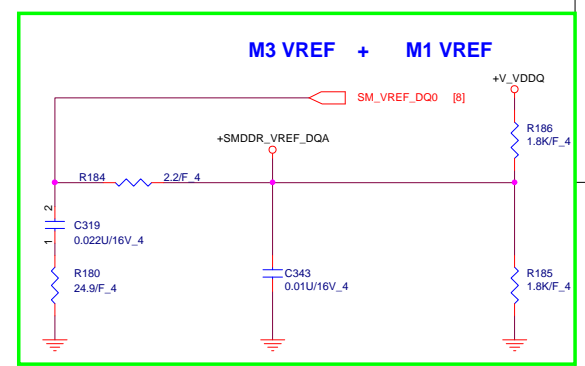 M3 VREF + M1 VREF
+V_VDDQ
SM_VREF_DQ0 [8]
R186
1.8K/F_4
+SMDDR_VREF_DQA
R184 2.2/F_4
2
C319
0.022U/16V_4
1
R180
24.9/F_4
C343
0.01U/16V_4
R185
1.8K/F_4